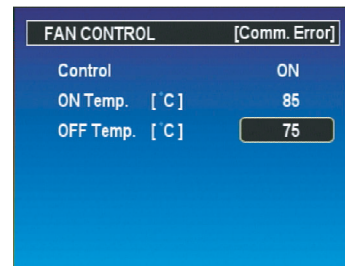 FAN CONTROL [Comm. Error]
Control ON
ON Temp. [°C] 85
OFF Temp. [°C] 75